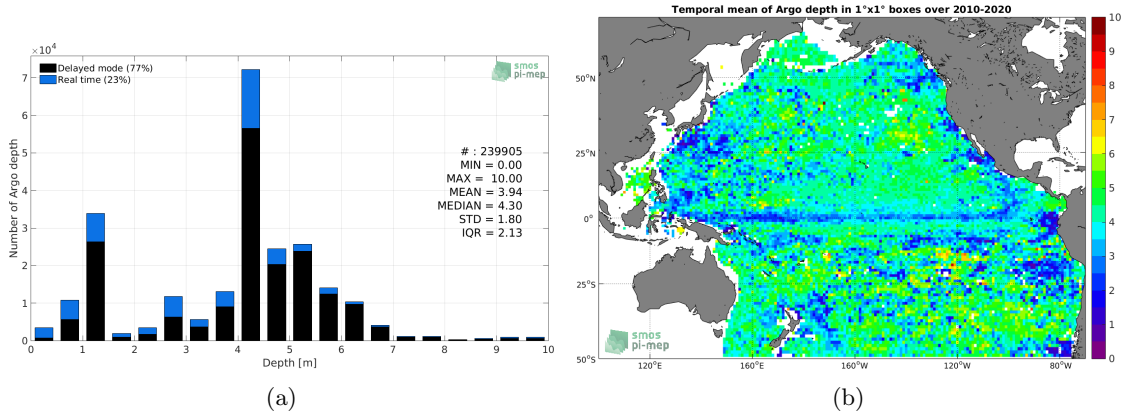 ×10⁴
Delayed mode (77%)
Real time (23%)
smos
pi-mep
7
6
5
4
3
2
1
0
Number of Argo depth
# : 239905
MIN = 0.00
MAX = 10.00
MEAN = 3.94
MEDIAN = 4.30
STD = 1.80
IQR = 2.13
0 1 2 3 4 5 6 7 8 9 10
Depth [m]
(a)
Temporal mean of Argo depth in 1°x1° boxes over 2010-2020
50°N
25°N
0°
25°S
50°S
120°E 160°E 160°W 120°W 80°W
smos
pi-mep
10
9
8
7
6
5
4
3
2
1
0
(b)